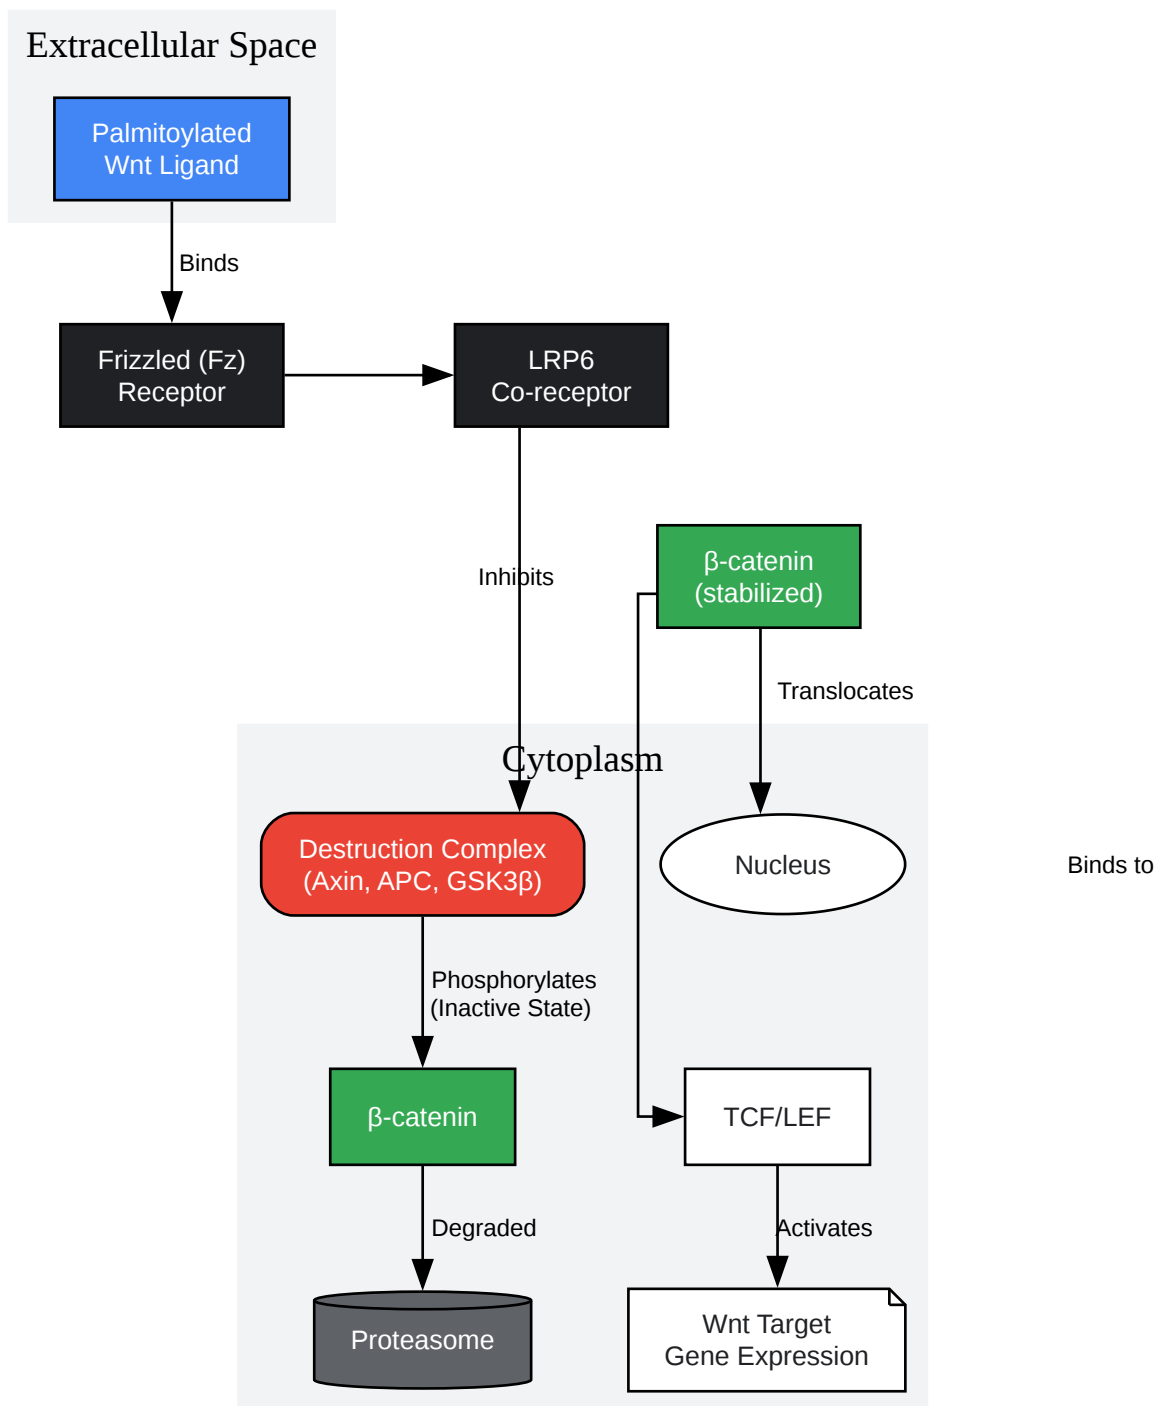 Extracellular Space
Palmitoylated
Wnt Ligand
Binds
Frizzled (Fz)
Receptor
LRP6
Co-receptor
Inhibits
β-catenin
(stabilized)
Translocates
Cytoplasm
Destruction Complex
(Axin, APC, GSK3β)
Nucleus
Binds to
Phosphorylates
(Inactive State)
β-catenin
TCF/LEF
Degraded
Activates
Proteasome
Wnt Target
Gene Expression